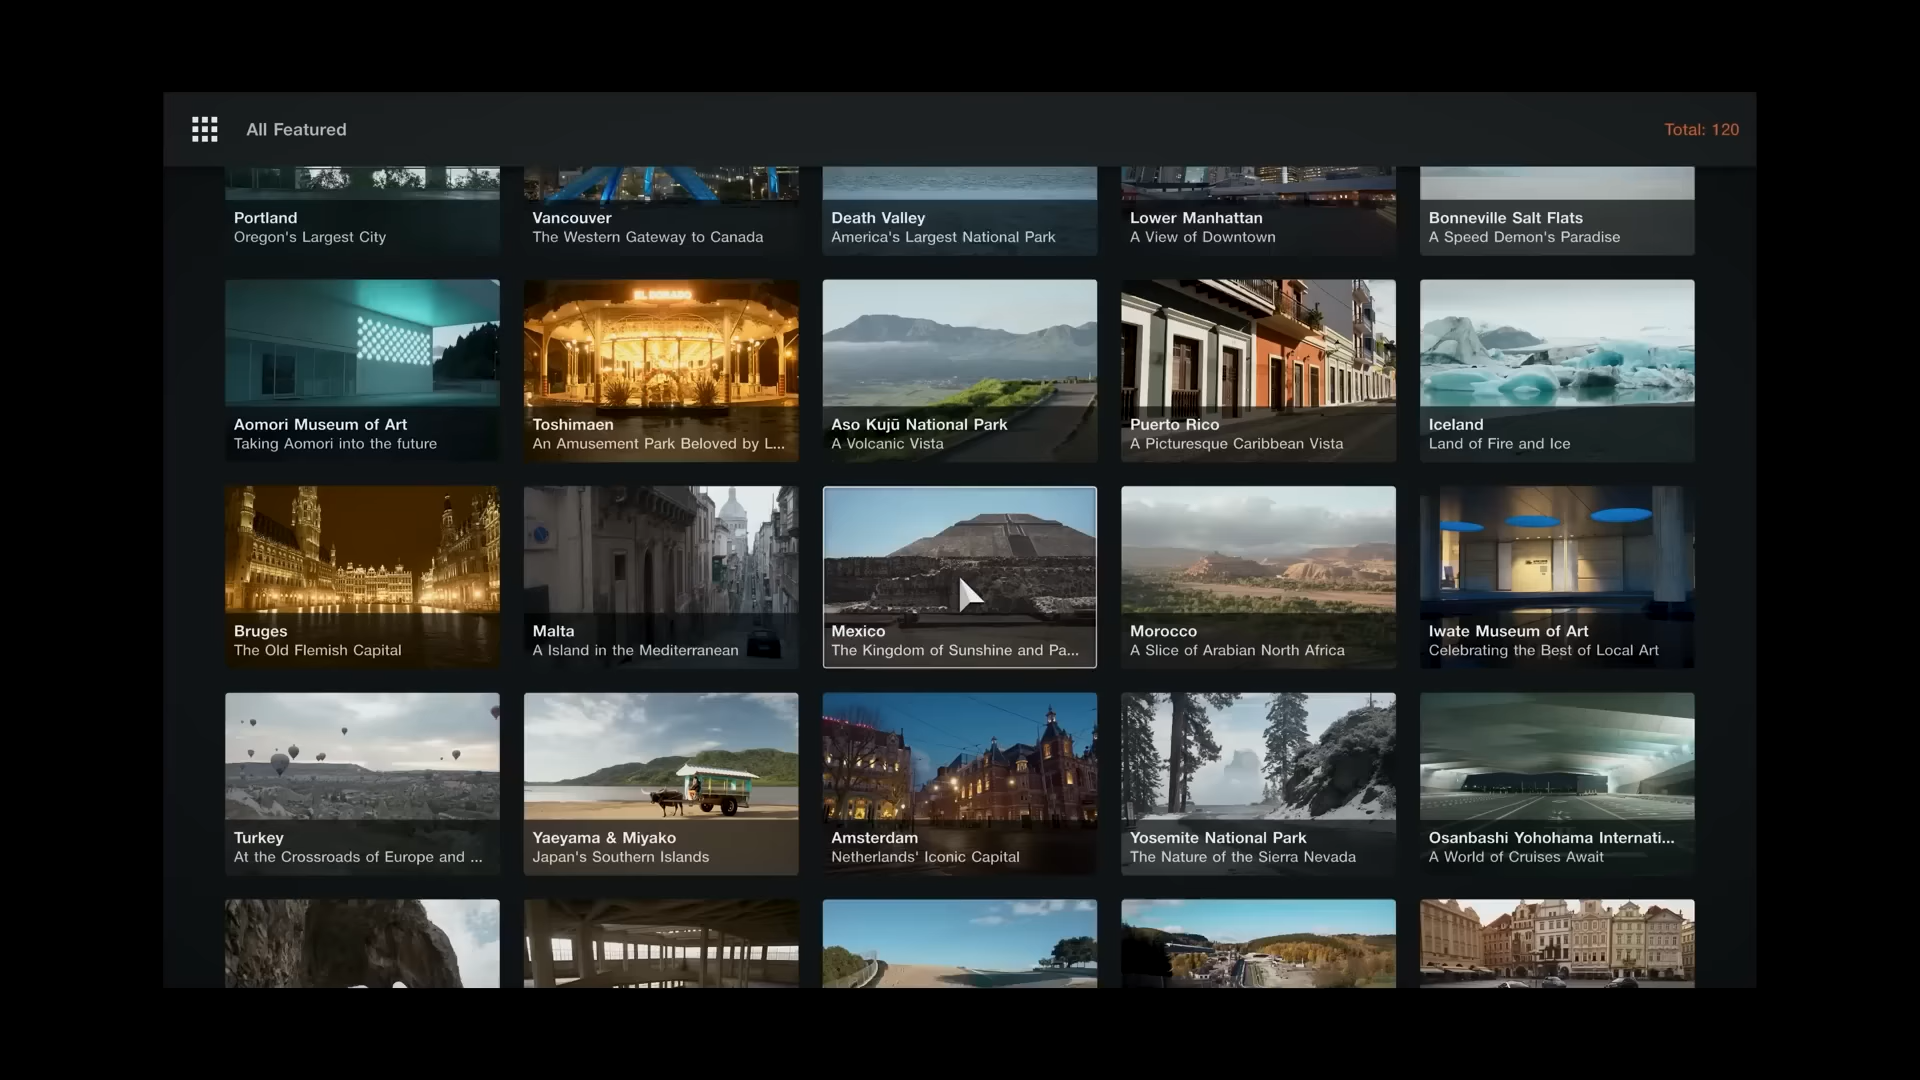 All Featured
Total: 120
Portland
Oregon's Largest City
Vancouver
The Western Gateway to Canada
Death Valley
America's Largest National Park
Lower Manhattan
A View of Downtown
Bonneville Salt Flats
A Speed Demon's Paradise
Aomori Museum of Art
Taking Aomori into the future
EL DORADO
Toshimaen
An Amusement Park Beloved by L...
Aso Kujū National Park
A Volcanic Vista
Puerto Rico
A Picturesque Caribbean Vista
Iceland
Land of Fire and Ice
Bruges
The Old Flemish Capital
Malta
A Island in the Mediterranean
Mexico
The Kingdom of Sunshine and Pa...
Morocco
A Slice of Arabian North Africa
Iwate Museum of Art
Celebrating the Best of Local Art
Turkey
At the Crossroads of Europe and ...
Yaeyama & Miyako
Japan's Southern Islands
Amsterdam
Netherlands' Iconic Capital
Yosemite National Park
The Nature of the Sierra Nevada
Osanbashi Yohohama Internati...
A World of Cruises Await